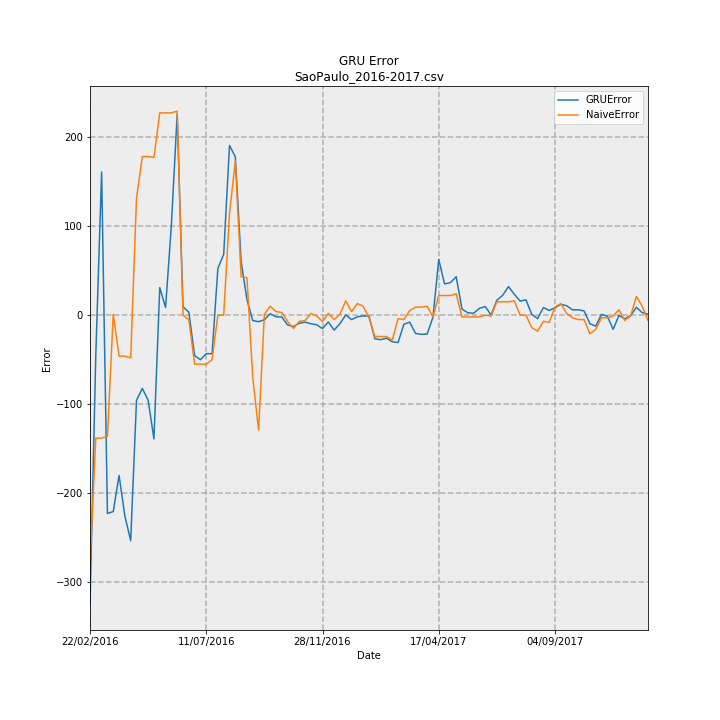 GRU Error
SaoPaulo_2016-2017.csv
GRUError
NaiveError
200
100
0
−100
−200
−300
Error
22/02/2016 11/07/2016 28/11/2016 17/04/2017 04/09/2017
Date